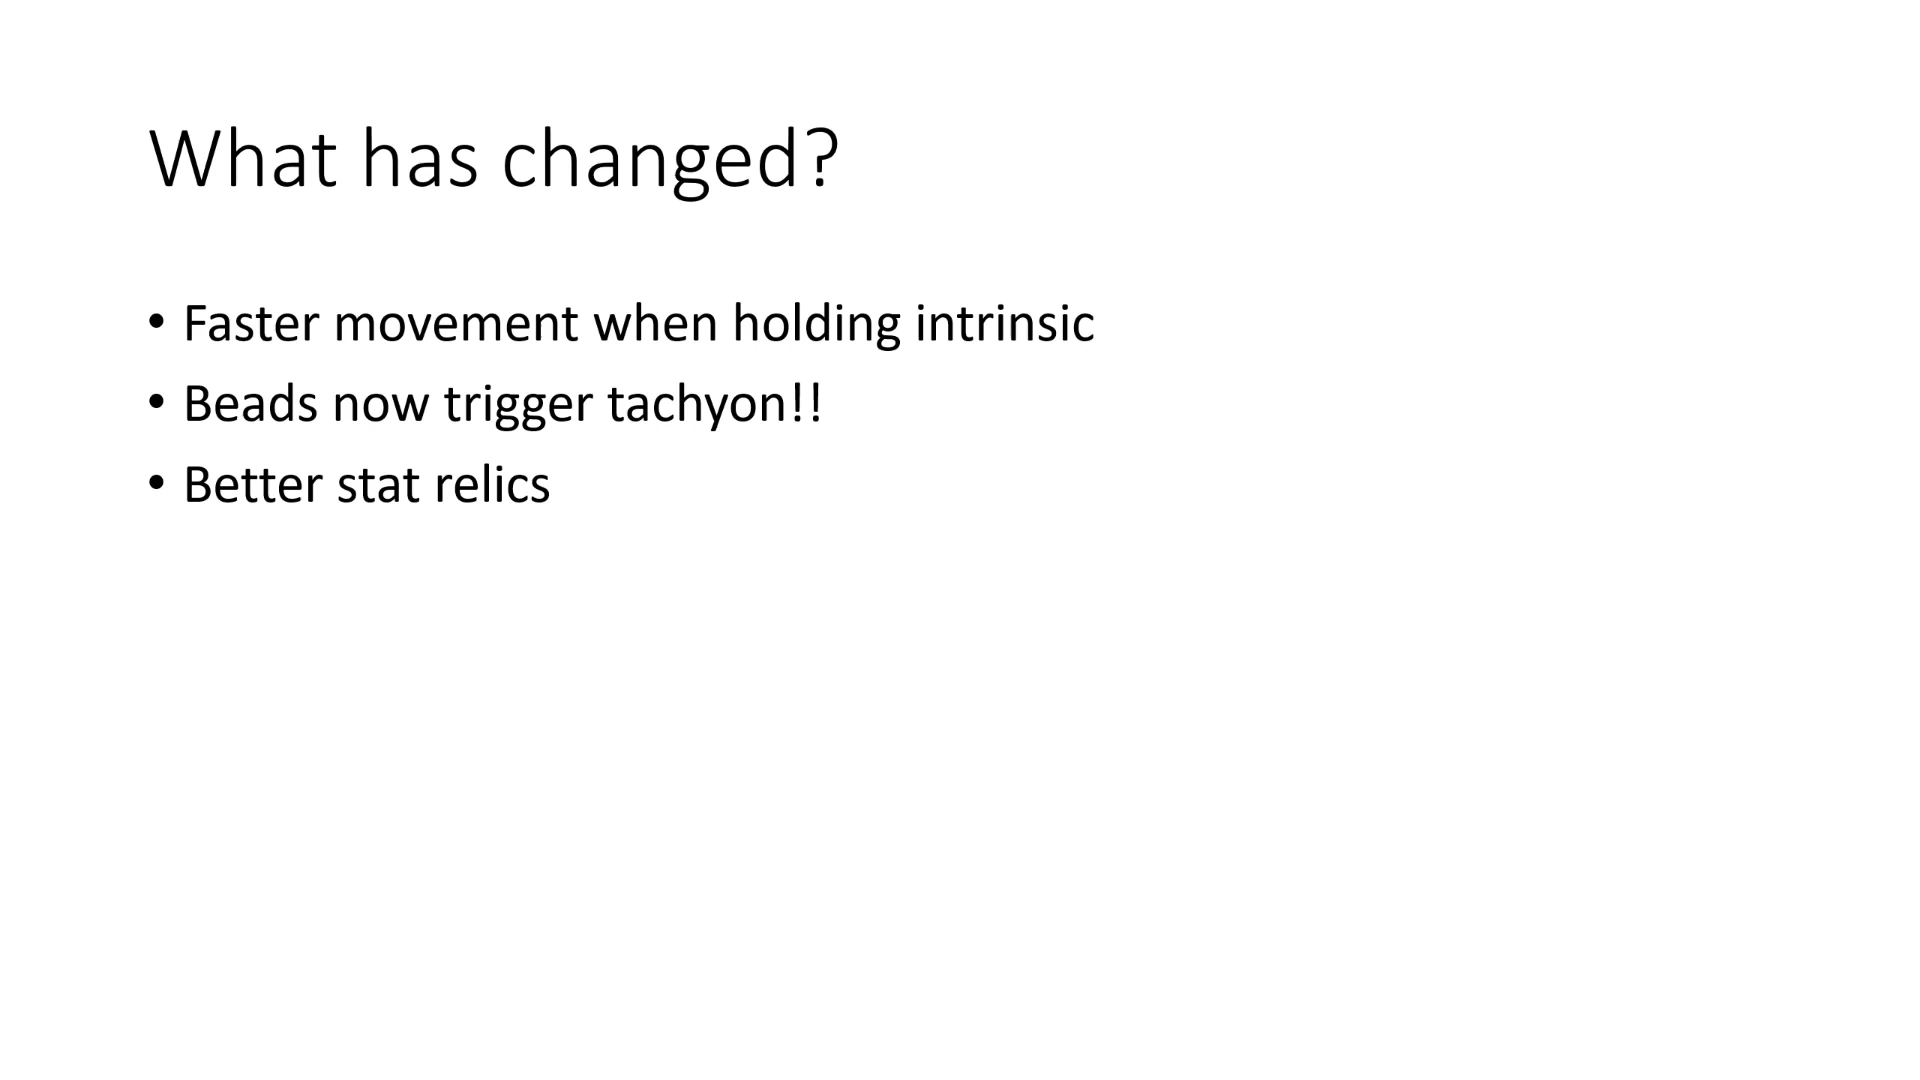 What has changed?
• Faster movement when holding intrinsic
• Beads now trigger tachyon!!
• Better stat relics